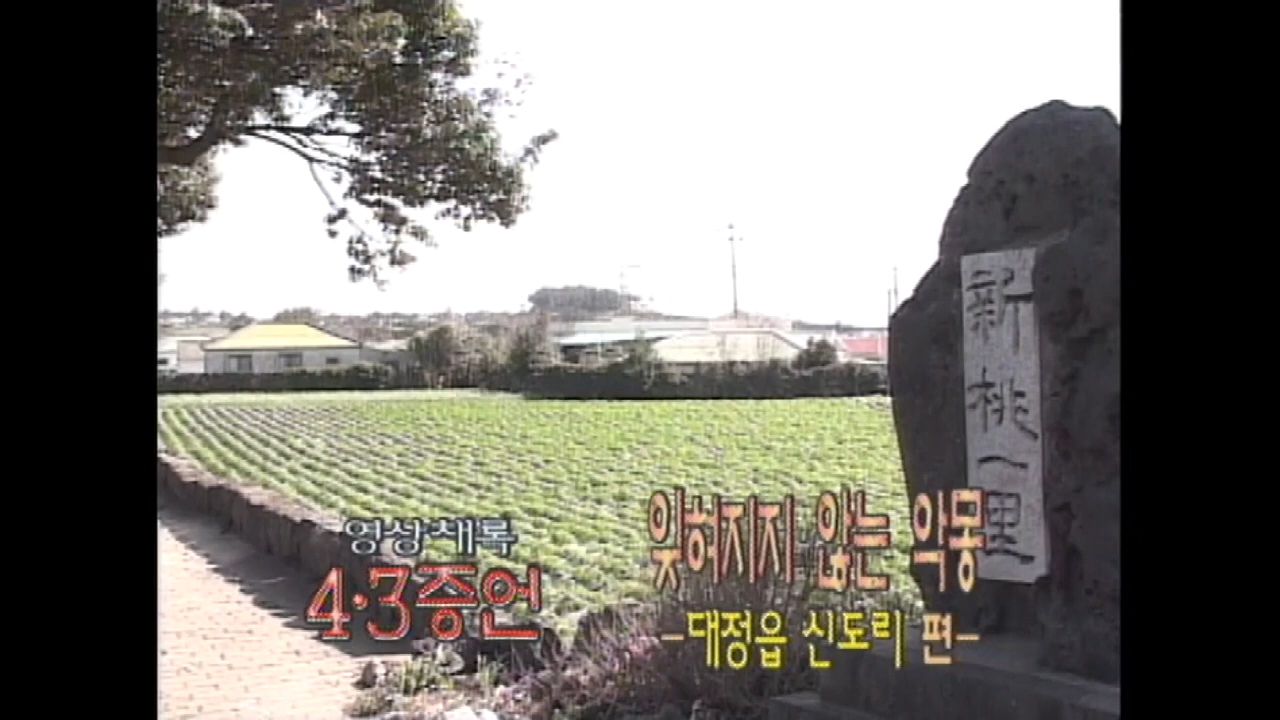 新桃一里
영상채록
4·3증언
잊혀지지 않는 악몽
-대정읍 신도리 편-